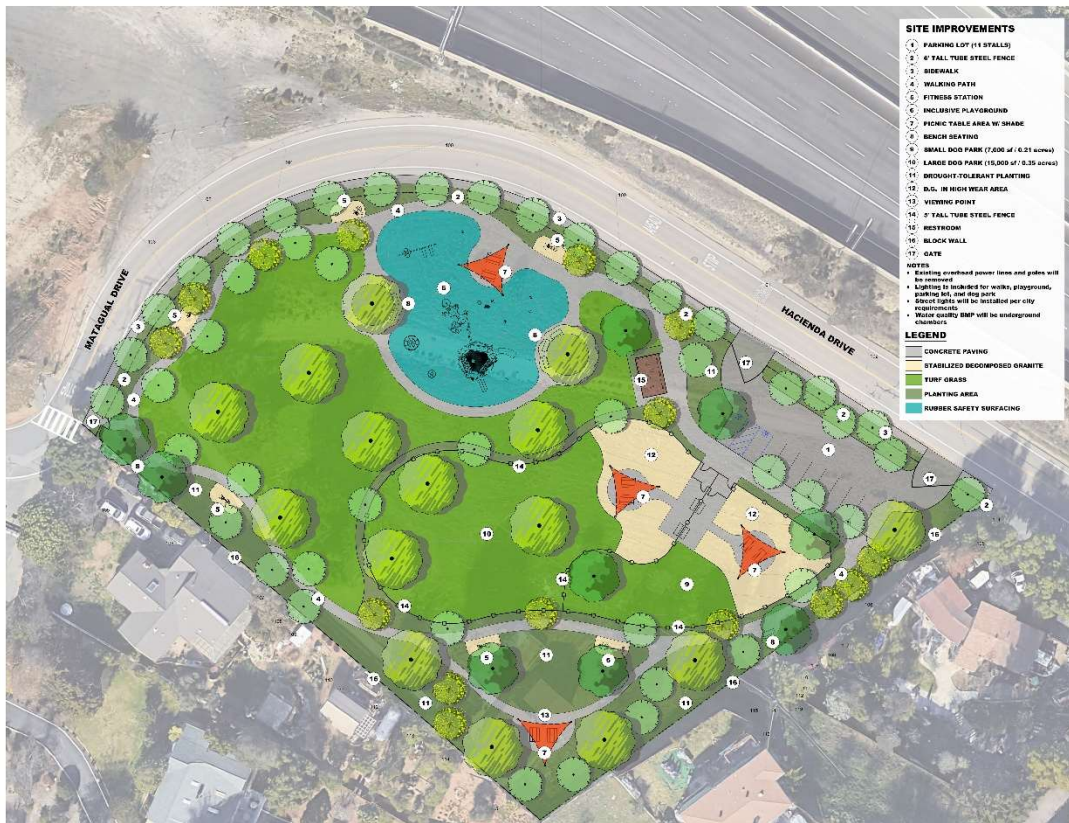 SITE IMPROVEMENTS
1 PARKING LOT (11 STALLS)
2 6' TALL TUBE STEEL FENCE
3 SIDEWALK
4 WALKING PATH
5 FITNESS STATION
6 INCLUSIVE PLAYGROUND
7 PICNIC TABLE AREA W/ SHADE
8 BENCH SEATING
9 SMALL DOG PARK (7,000 sf / 0.21 acres)
10 LARGE DOG PARK (15,000 sf / 0.35 acres)
11 DROUGHT-TOLERANT PLANTING
12 D.G. IN HIGH WEAR AREA
13 VIEWING POINT
14 5' TALL TUBE STEEL FENCE
15 RESTROOM
16 BLOCK WALL
17 GATE
NOTES
• Existing overhead power lines and poles will
be removed
• Lighting is included for walks, playground,
parking lot, and dog park
• Street lights will be installed per city
requirements
• Water quality BMP will be underground
chambers
LEGEND
CONCRETE PAVING
STABILIZED DECOMPOSED GRANITE
TURF GRASS
PLANTING AREA
RUBBER SAFETY SURFACING
MATAGUAL DRIVE
HACIENDA DRIVE